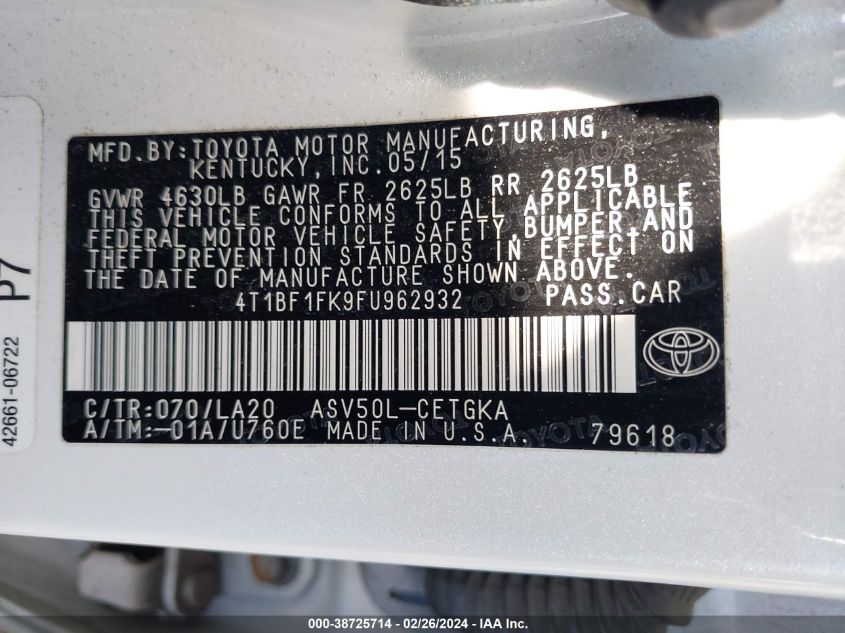 MFD.BY:TOYOTA MOTOR MANUFACTURING,
KENTUCKY,INC.05/15
GVWR 4630LB GAWR FR 2625LB RR 2625LB
THIS VEHICLE CONFORMS TO ALL APPLICABLE
FEDERAL MOTOR VEHICLE SAFETY,BUMPER,AND
THEFT PREVENTION STANDARDS IN EFFECT ON
THE DATE OF MANUFACTURE SHOWN ABOVE.
4T1BF1FK9FU962932 PASS.CAR
C/TR:070/LA20 ASV50L-CETGKA
A/TM:-01A/U760E MADE IN U.S.A. 79618
42661-06722 P7
000-38725714 - 02/26/2024 - IAA Inc.